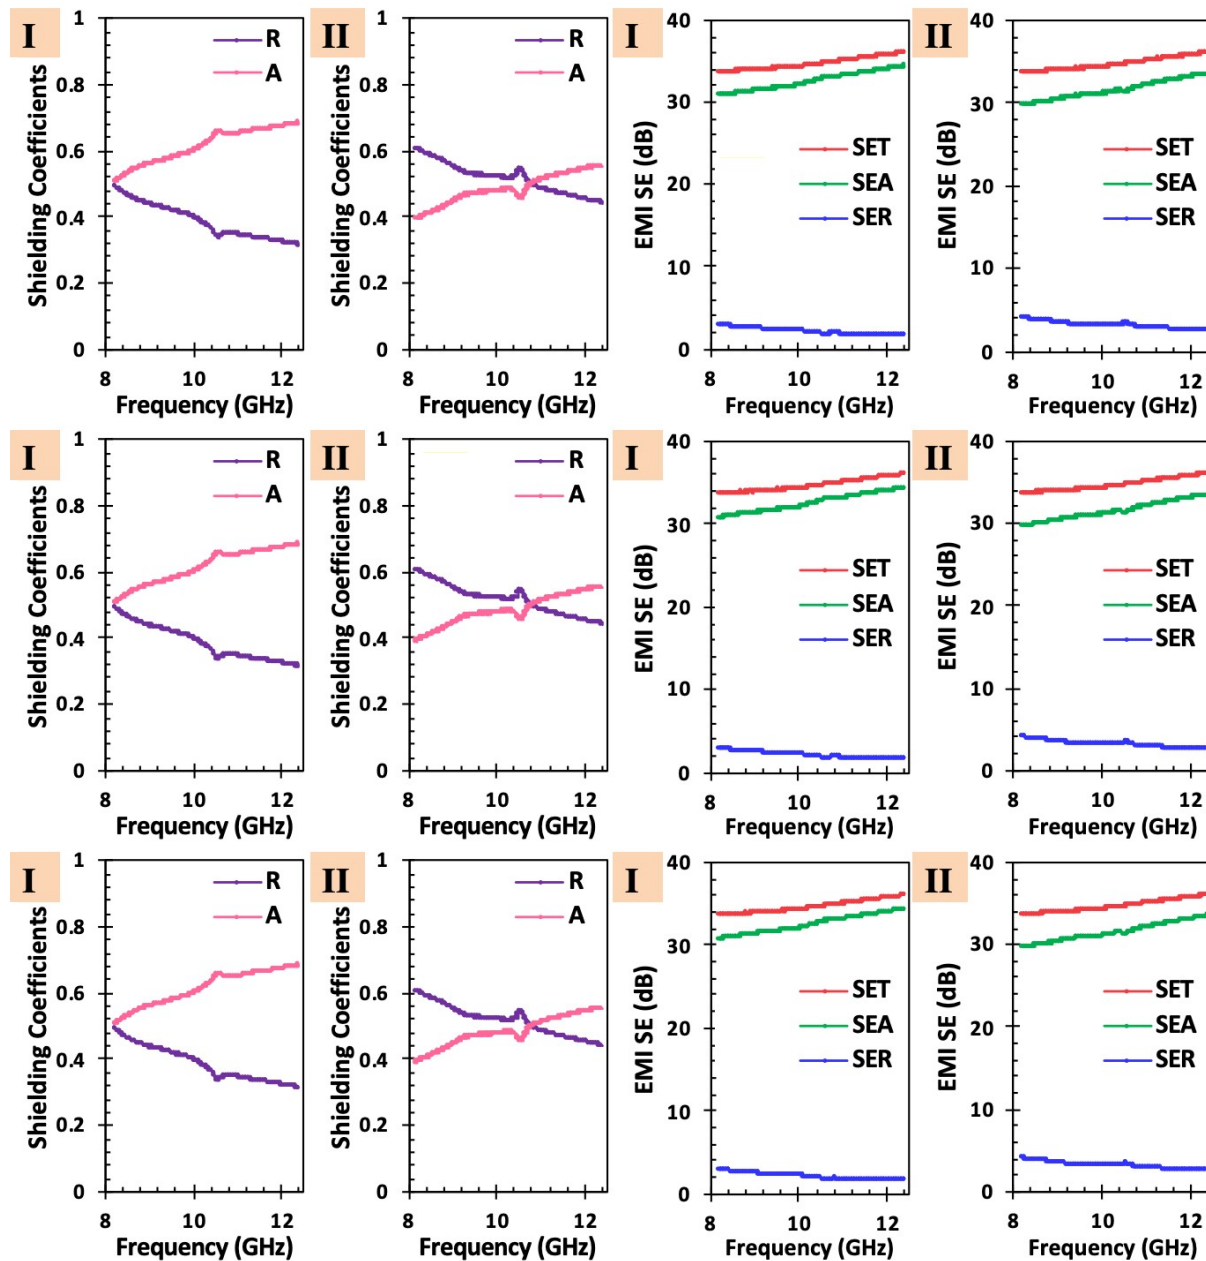 I
II
I
II
Shielding Coefficients
1
0.8
0.6
0.4
0.2
0
R
A
8
10
12
Frequency (GHz)
Shielding Coefficients
1
0.8
0.6
0.4
0.2
0
R
A
8
10
12
Frequency (GHz)
EMI SE (dB)
40
30
20
10
0
SET
SEA
SER
8
10
12
Frequency (GHz)
EMI SE (dB)
40
30
20
10
0
SET
SEA
SER
8
10
12
Frequency (GHz)
I
II
I
II
Shielding Coefficients
1
0.8
0.6
0.4
0.2
0
R
A
8
10
12
Frequency (GHz)
Shielding Coefficients
1
0.8
0.6
0.4
0.2
0
R
A
8
10
12
Frequency (GHz)
EMI SE (dB)
40
30
20
10
0
SET
SEA
SER
8
10
12
Frequency (GHz)
EMI SE (dB)
40
30
20
10
0
SET
SEA
SER
8
10
12
Frequency (GHz)
I
II
I
II
Shielding Coefficients
1
0.8
0.6
0.4
0.2
0
R
A
8
10
12
Frequency (GHz)
Shielding Coefficients
1
0.8
0.6
0.4
0.2
0
R
A
8
10
12
Frequency (GHz)
EMI SE (dB)
40
30
20
10
0
SET
SEA
SER
8
10
12
Frequency (GHz)
EMI SE (dB)
40
30
20
10
0
SET
SEA
SER
8
10
12
Frequency (GHz)